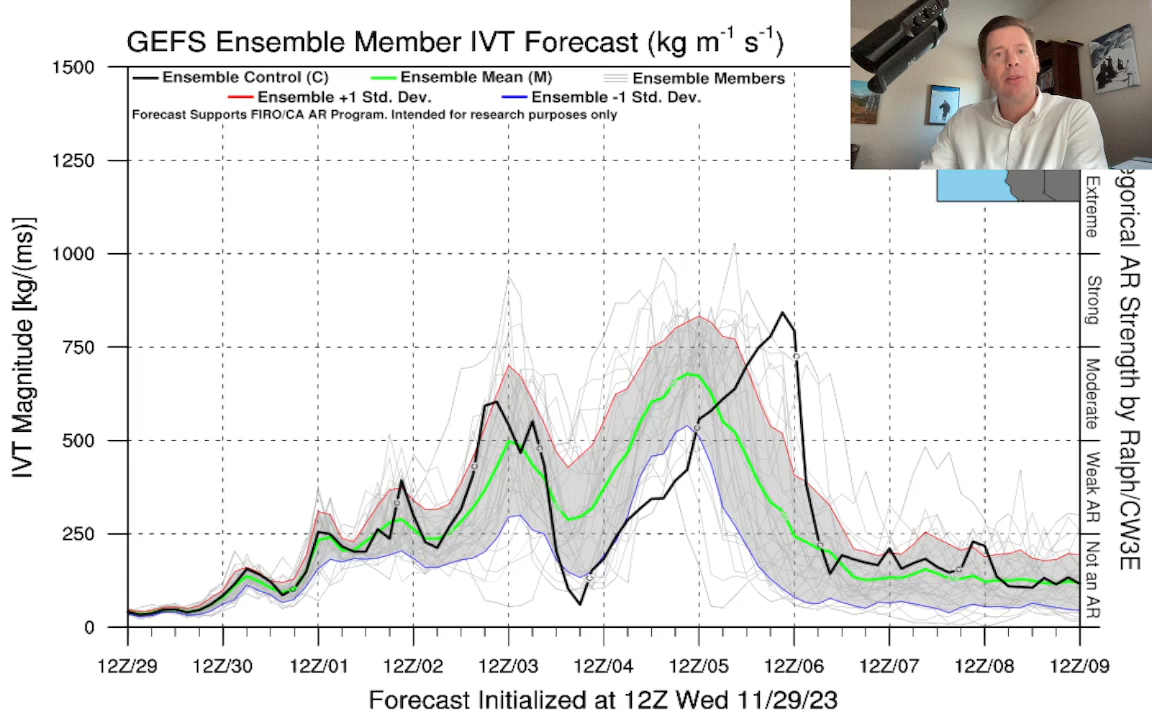 GEFS Ensemble Member IVT Forecast (kg m⁻¹ s⁻¹)
Ensemble Control (C) Ensemble Mean (M) Ensemble Members
Ensemble +1 Std. Dev. Ensemble -1 Std. Dev.
Forecast Supports FIRO/CA AR Program. Intended for research purposes only
IVT Magnitude [kg/(ms)]
1500
1250
1000
750
500
250
0
Extreme
Strong
Moderate
Weak AR
Not an AR
egorical AR Strength by Ralph/CW3E
12Z/29 12Z/30 12Z/01 12Z/02 12Z/03 12Z/04 12Z/05 12Z/06 12Z/07 12Z/08 12Z/09
Forecast Initialized at 12Z Wed 11/29/23